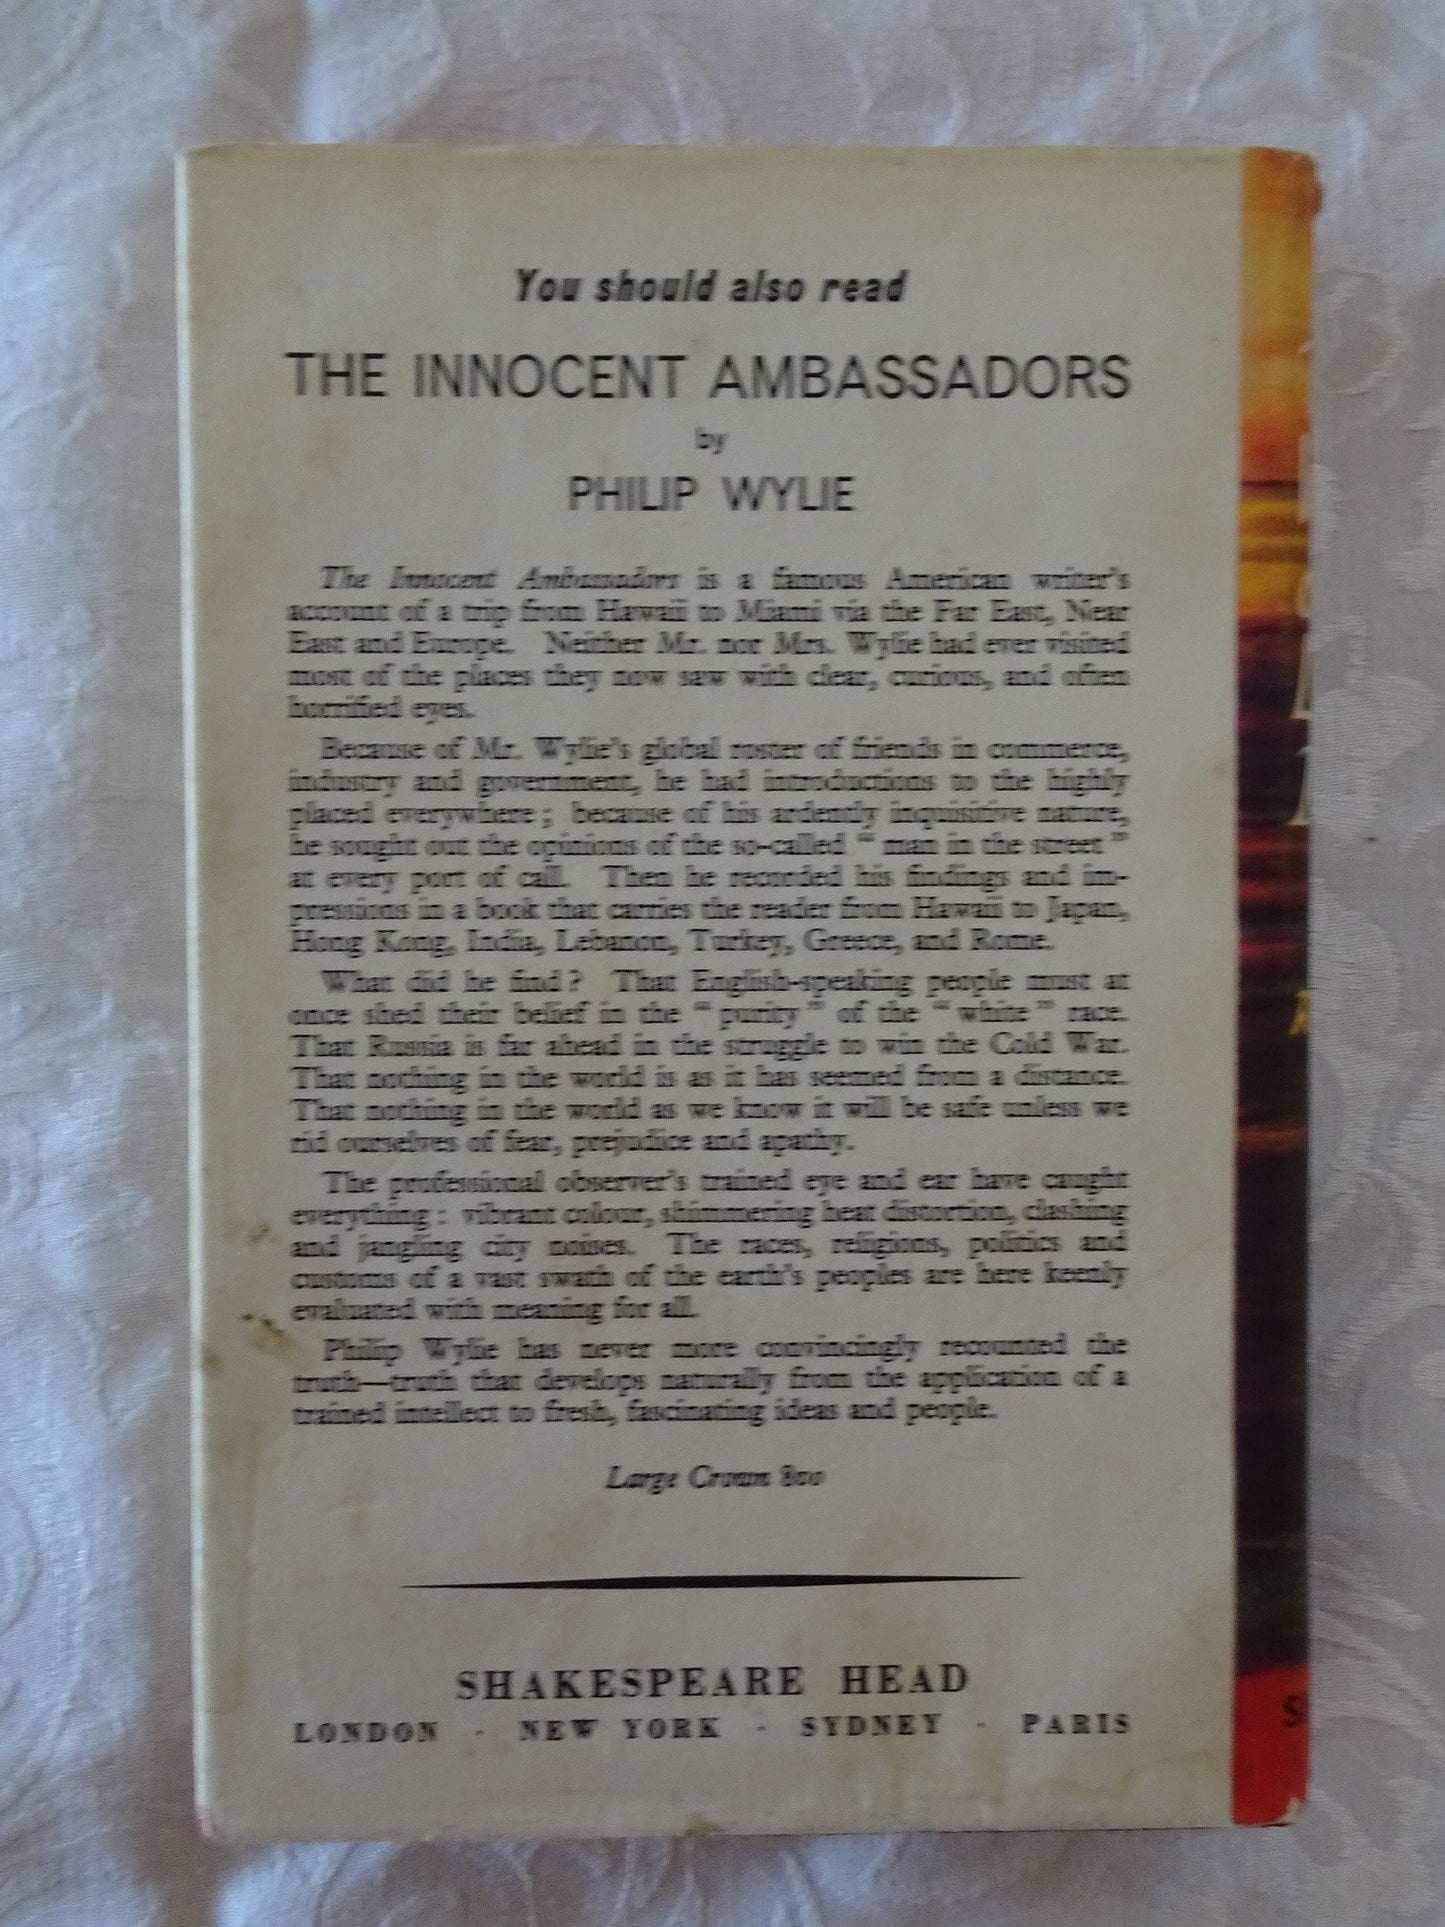 You should also read
THE INNOCENT AMBASSADORS
by
PHILIP WYLIE
The Innocent Ambassadors is a famous American writer's
account of a trip from Hawaii to Miami via the Far East, Near
East and Europe. Neither Mr. nor Mrs. Wylie had ever visited
most of the places they now saw with clear, curious, and often
horrified eyes.
Because of Mr. Wylie's global roster of friends in commerce,
industry and government, he had introductions to the highly
placed everywhere ; because of his ardently inquisitive nature,
he sought out the opinions of the so-called " man in the street "
at every port of call. Then he recorded his findings and im-
pressions in a book that carries the reader from Hawaii to Japan,
Hong Kong, India, Lebanon, Turkey, Greece, and Rome.
What did he find ? That English-speaking people must at
once shed their belief in the " purity " of the " white " race.
That Russia is far ahead in the struggle to win the Cold War.
That nothing in the world is as it has seemed from a distance.
That nothing in the world as we know it will be safe unless we
rid ourselves of fear, prejudice and apathy.
The professional observer's trained eye and ear have caught
everything : vibrant colour, shimmering heat distortion, clashing
and jangling city noises. The races, religions, politics and
customs of a vast swath of the earth's peoples are here keenly
evaluated with meaning for all.
Philip Wylie has never more convincingly recounted the
truth—truth that develops naturally from the application of a
trained intellect to fresh, fascinating ideas and people.
Large Crown 8vo
SHAKESPEARE HEAD
LONDON - NEW YORK - SYDNEY - PARIS